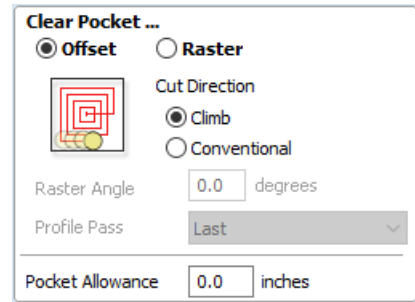 Clear Pocket ...
Offset Raster
Cut Direction
Climb
Conventional
Raster Angle 0.0 degrees
Profile Pass Last
Pocket Allowance 0.0 inches